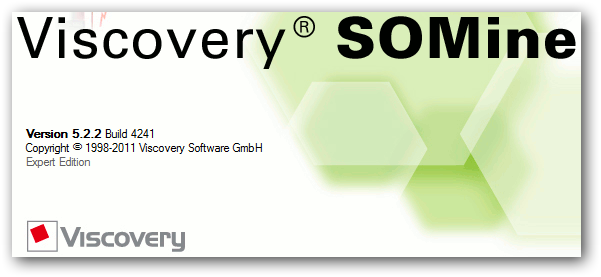 Viscovery® SOMine
Version 5.2.2 Build 4241
Copyright © 1998-2011 Viscovery Software GmbH
Expert Edition
Viscovery